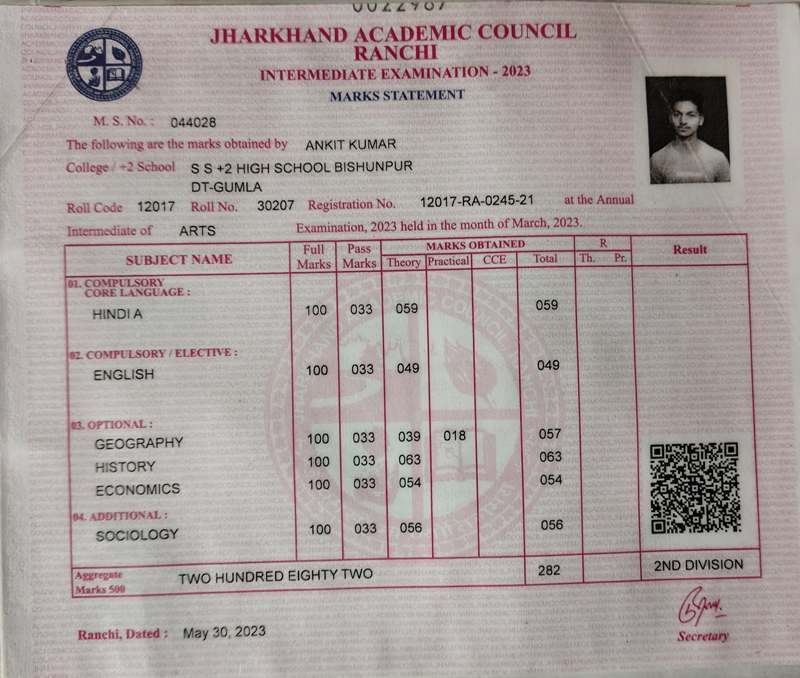 0022987
JHARKHAND ACADEMIC COUNCIL
RANCHI
INTERMEDIATE EXAMINATION - 2023
MARKS STATEMENT
M. S. No. : 044028
The following are the marks obtained by ANKIT KUMAR
College / +2 School S S +2 HIGH SCHOOL BISHUNPUR
DT-GUMLA
Roll Code 12017 Roll No. 30207 Registration No. 12017-RA-0245-21 at the Annual
Intermediate of ARTS Examination, 2023 held in the month of March, 2023.
SUBJECT NAME Full Marks Pass Marks MARKS OBTAINED R Result
Theory Practical CCE Total Th. Pr.
01. COMPULSORY
CORE LANGUAGE :
HINDI A 100 033 059 059
02. COMPULSORY / ELECTIVE :
ENGLISH 100 033 049 049
03. OPTIONAL :
GEOGRAPHY 100 033 039 018 057
HISTORY 100 033 063 063
ECONOMICS 100 033 054 054
04. ADDITIONAL :
SOCIOLOGY 100 033 056 056
Aggregate TWO HUNDRED EIGHTY TWO 282 2ND DIVISION
Marks 500
Ranchi, Dated : May 30, 2023
Secretary